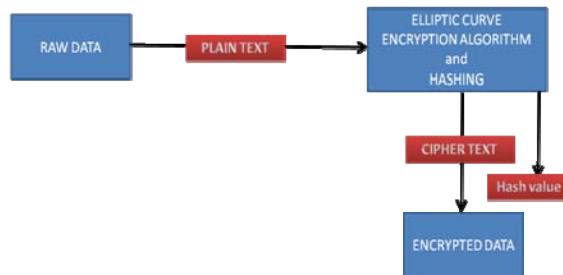 RAW DATA
PLAIN TEXT
ELLIPTIC CURVE
ENCRYPTION ALGORITHM
and
HASHING
CIPHER TEXT
Hash value
ENCRYPTED DATA